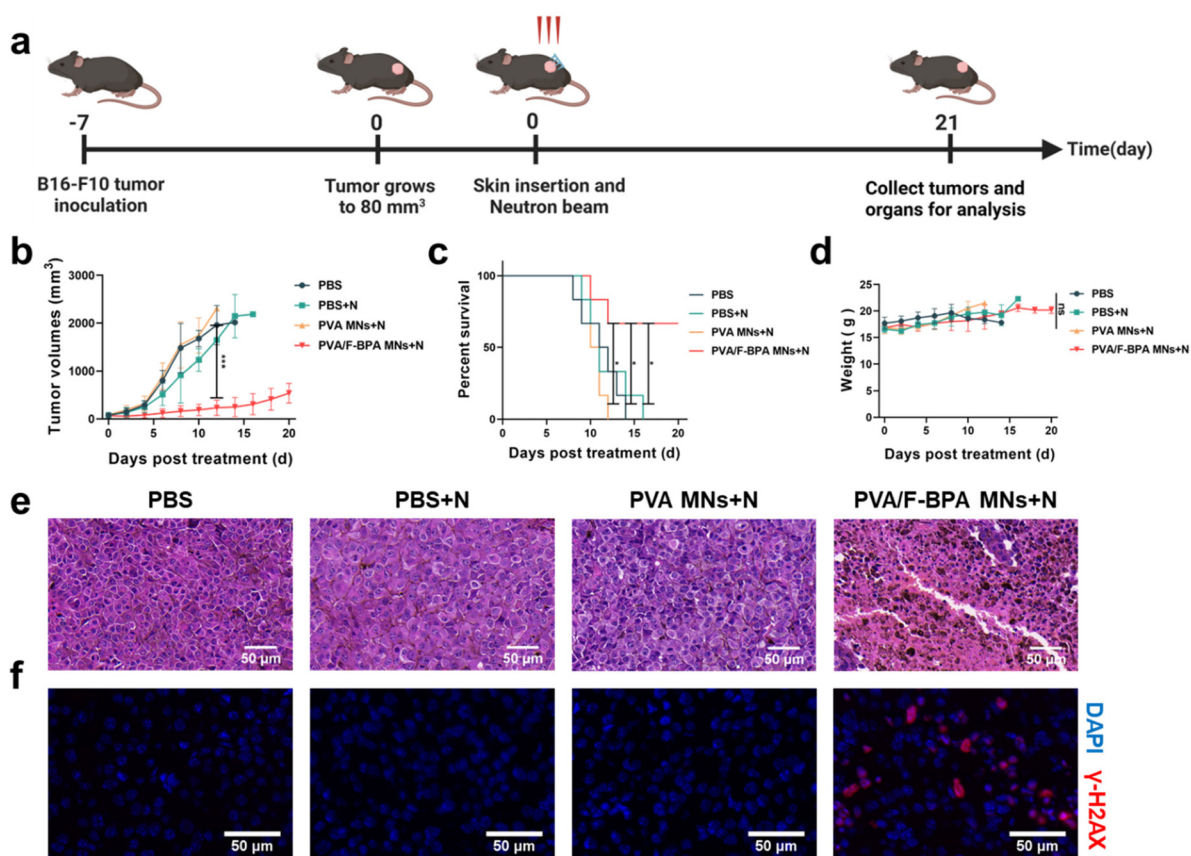 a
-7
0
0
21
Time(day)
B16-F10 tumor
inoculation
Tumor grows
to 80 mm³
Skin insertion and
Neutron beam
Collect tumors and
organs for analysis
b
Tumor volumes (mm³)
3000
2000
1000
0
0
5
10
15
20
Days post treatment (d)
***
PBS
PBS+N
PVA MNs+N
PVA/F-BPA MNs+N
c
Percent survival
100
50
0
0
5
10
15
20
Days post treatment (d)
*
*
*
PBS
PBS+N
PVA MNs+N
PVA/F-BPA MNs+N
d
Weight ( g )
30
25
20
15
10
5
0
0
5
10
15
20
Days post treatment (d)
ns
PBS
PBS+N
PVA MNs+N
PVA/F-BPA MNs+N
e
PBS
PBS+N
PVA MNs+N
PVA/F-BPA MNs+N
50 μm
50 μm
50 μm
50 μm
f
50 μm
50 μm
50 μm
50 μm
DAPI
γ-H2AX